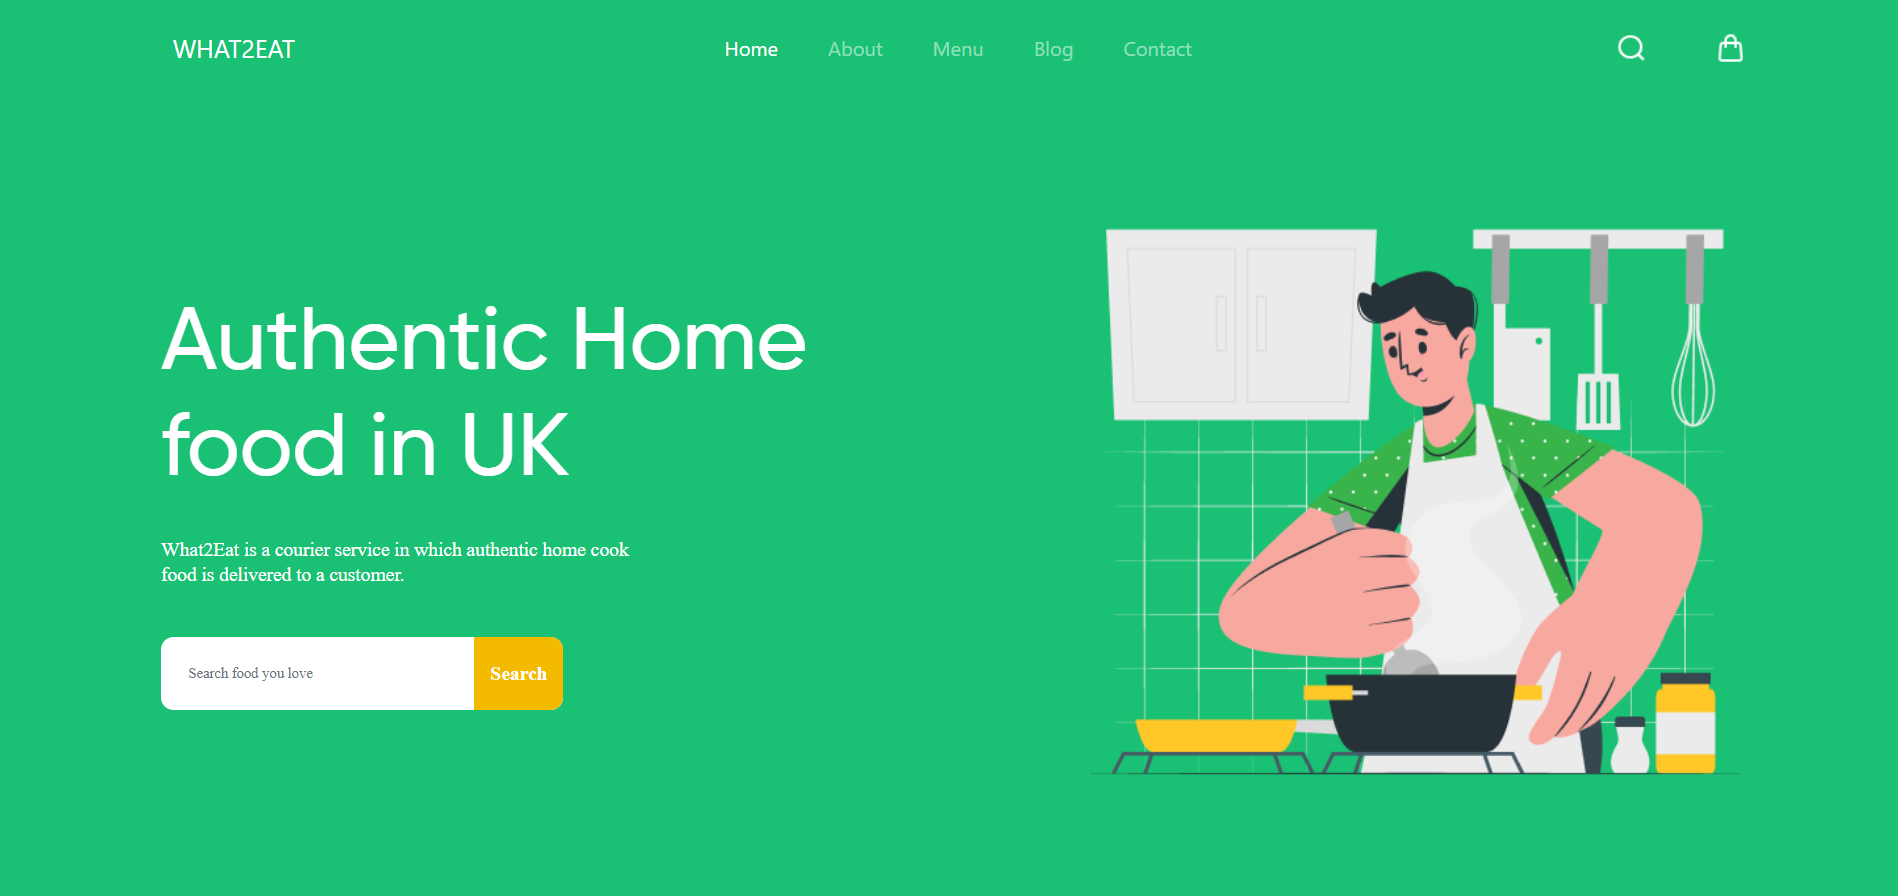 WHAT2EAT
Home About Menu Blog Contact
Authentic Home
food in UK
What2Eat is a courier service in which authentic home cook
food is delivered to a customer.
Search food you love
Search